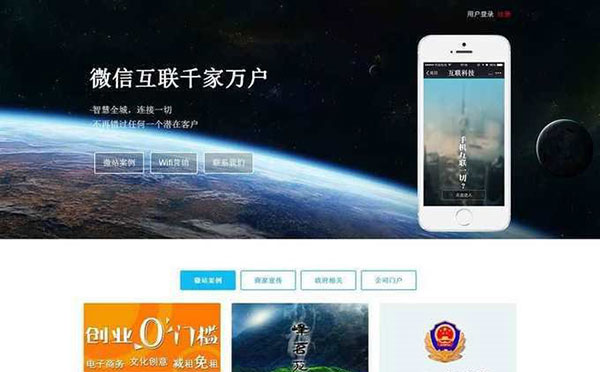 用户登录 注册
微信互联千家万户
·智慧全城，连接一切
·不再错过任何一个潜在客户
微站案例 Wifi营销 联系我们
互联科技
手机互联一切？
点击进入
微站案例 商家宣传 政府相关 公司门户
创业0门槛
电子商务 文化创意 减租免租